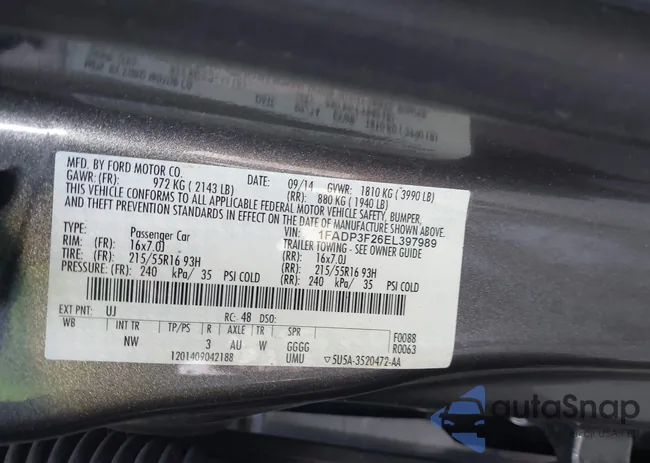 MFD. BY FORD MOTOR CO.
DATE: 09/14 GVWR: 1810 KG ( 3990 LB)
GAWR: (FR): 972 KG ( 2143 LB) (RR): 880 KG ( 1940 LB)
THIS VEHICLE CONFORMS TO ALL APPLICABLE FEDERAL MOTOR VEHICLE SAFETY, BUMPER,
AND THEFT PREVENTION STANDARDS IN EFFECT ON THE DATE OF MANUFACTURE SHOWN ABOVE.
VIN: 1FADP3F26EL397989
TYPE: Passenger Car TRAILER TOWING - SEE OWNER GUIDE
RIM: 16x7.0J (RR): 16x7.0J
TIRE: (FR): 215/55R16 93H (RR): 215/55R16 93H
PRESSURE: (FR): 240 kPa/ 35 PSI COLD (RR): 240 kPa/ 35 PSI COLD
EXT PNT: UJ RC: 48 DSO:
WB INT TR TP/PS R AXLE TR SPR F0088
NW 3 AU W GGGG R0063
1201409042188 UMU ▽5U5A-3520472-AA
autoSnap